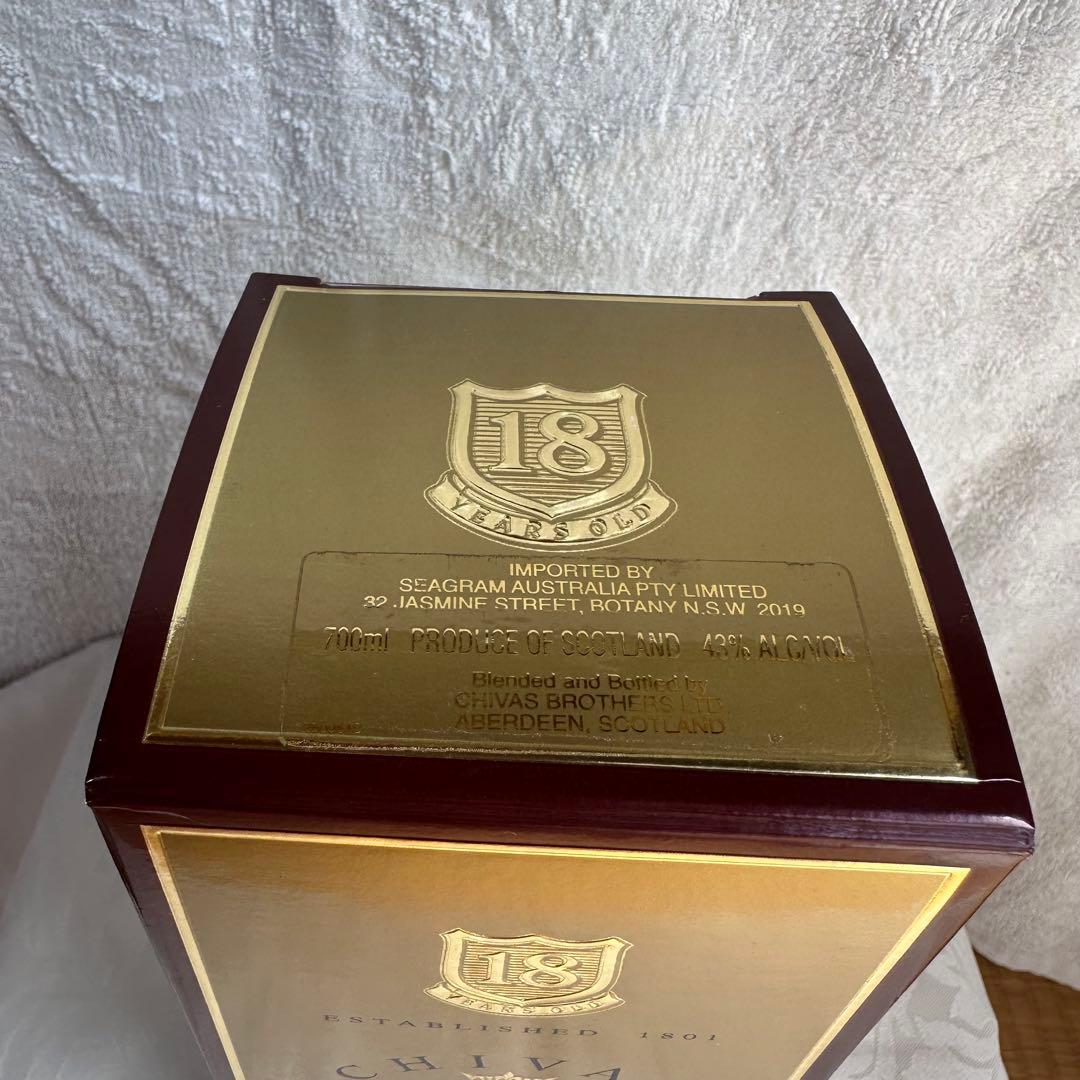 18
YEARS OLD
IMPORTED BY
SEAGRAM AUSTRALIA PTY LIMITED
32 JASMINE STREET, BOTANY N.S.W 2019
700ml PRODUCE OF SCOTLAND 43% ALC/VOL
Blended and Bottled by
CHIVAS BROTHERS LTD.
ABERDEEN, SCOTLAND
18
YEARS OLD
ESTABLISHED 1801
CHIVA